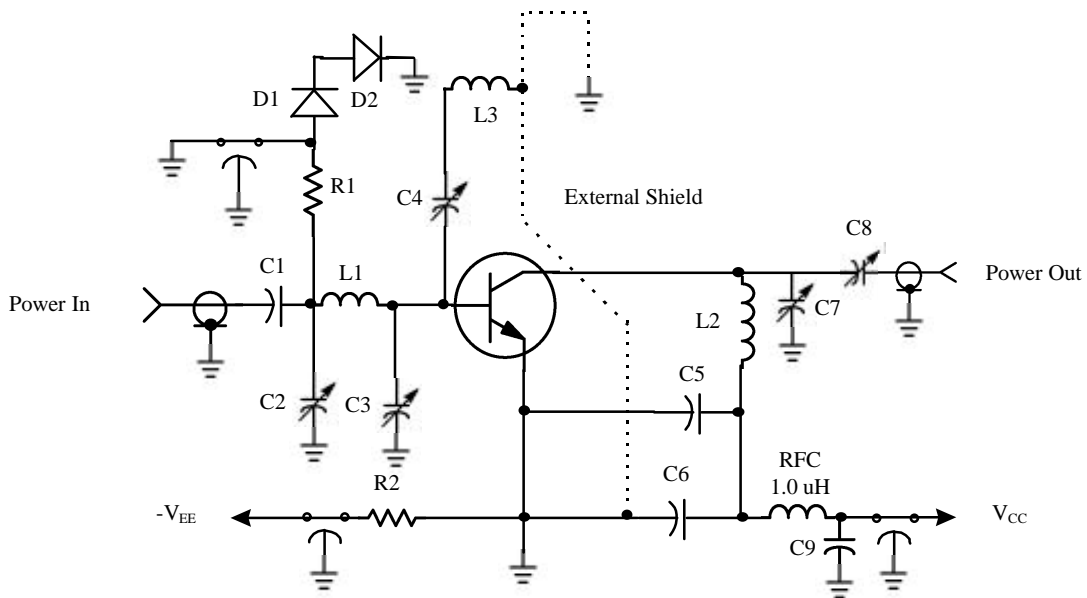 D1
D2
L3
R1
C4
External Shield
C8
C1
L1
Power In
Power Out
C7
L2
C2
C3
C5
RFC
1.0 uH
C6
R2
-VEE
VCC
C9